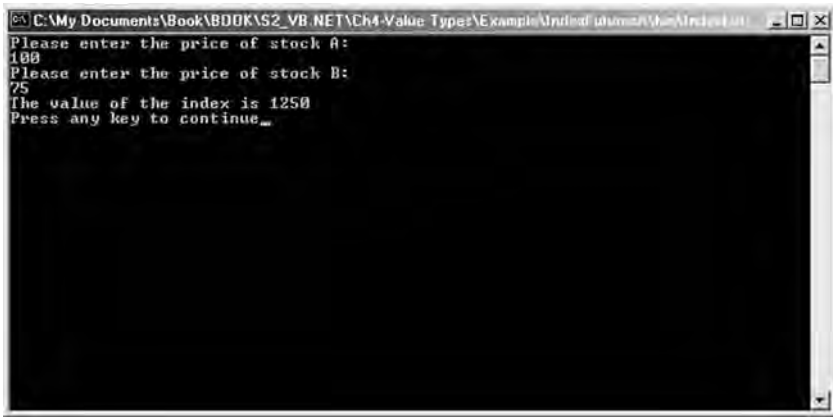 C:\My Documents\Book\BOOK\S2_VB.NET\Ch4-Value Types\Example\
Please enter the price of stock A:
100
Please enter the price of stock B:
75
The value of the index is 1250
Press any key to continue_